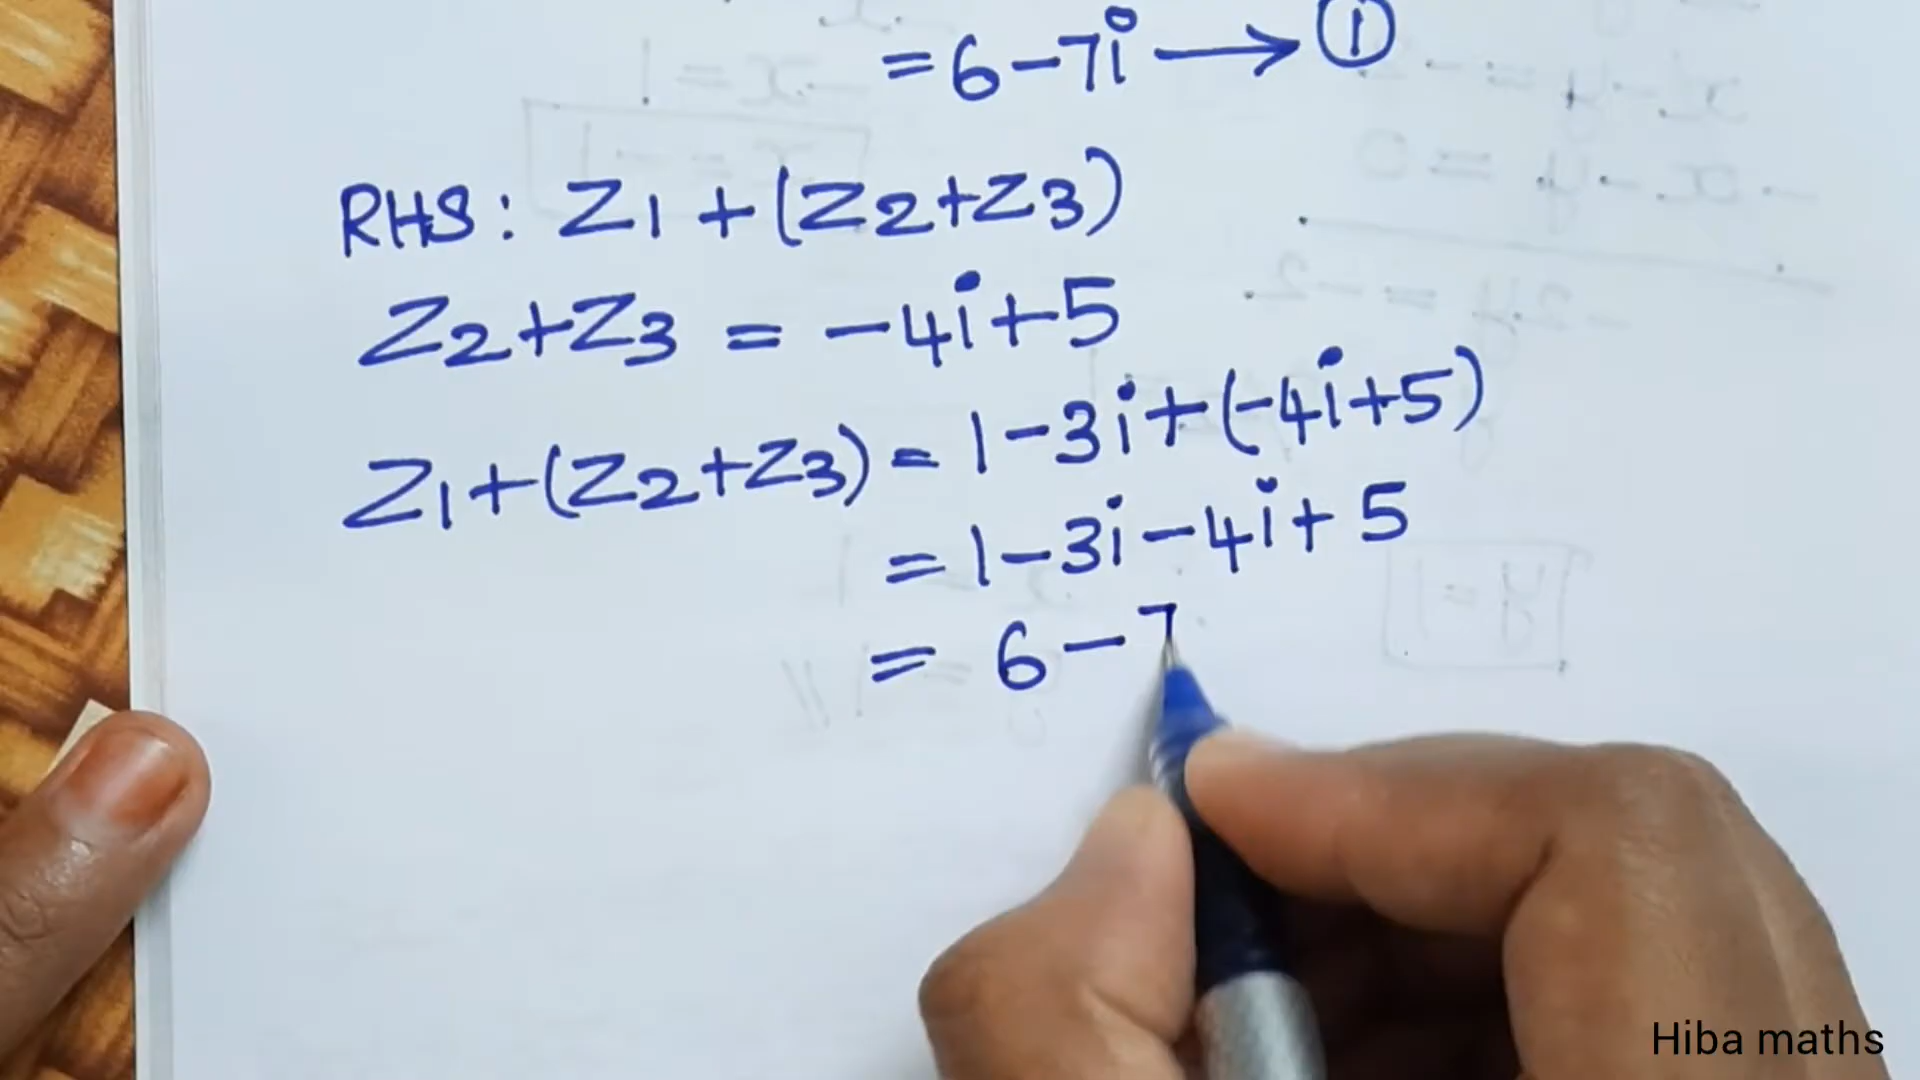 = 6 - 7i → ①
RHS: Z1 + (Z2+Z3)
Z2+Z3 = -4i+5
Z1+(Z2+Z3) = 1-3i+(-4i+5)
= 1-3i-4i+5
= 6-7
Hiba maths